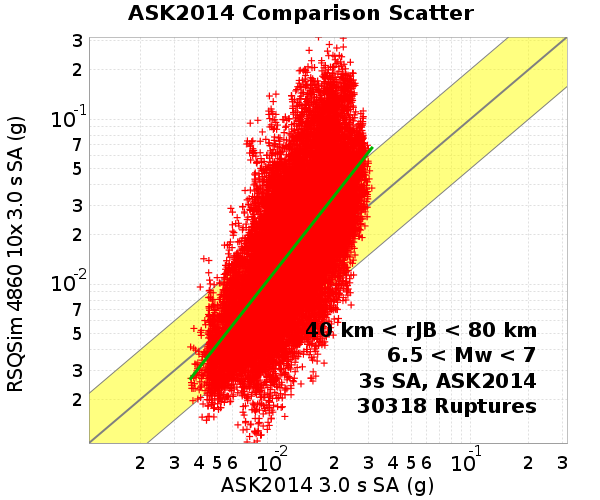 ASK2014 Comparison Scatter
RSQSim 4860 10x 3.0 s SA (g)
3
2
10-1
7
5
3
2
10-2
7
5
3
2
40 km < rJB < 80 km
6.5 < Mw < 7
3s SA, ASK2014
30318 Ruptures
2 3 4 5 6 10-2 2 3 4 5 6 10-1 2 3
ASK2014 3.0 s SA (g)